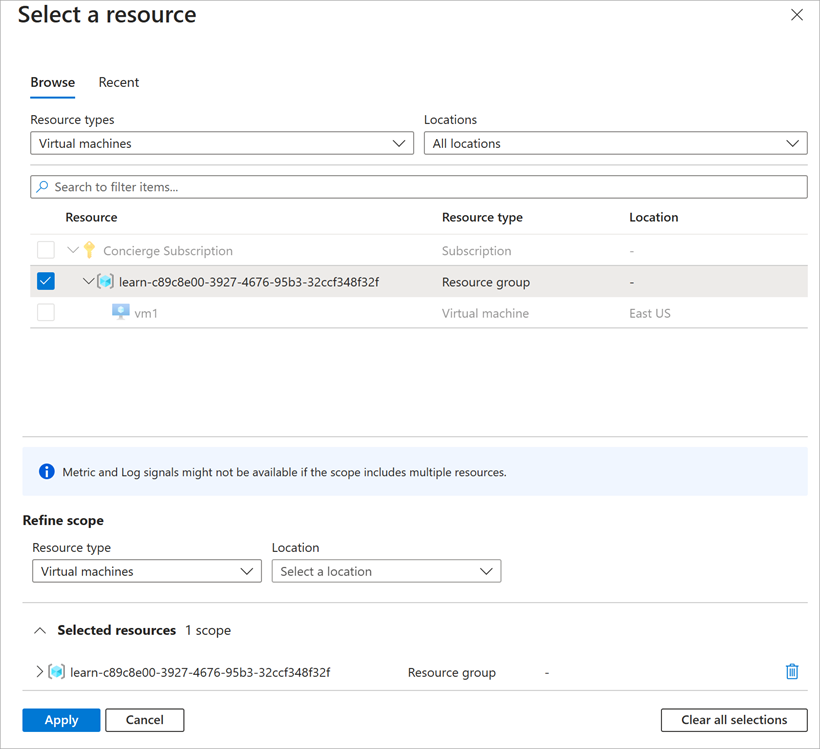 Select a resource
Browse Recent
Resource types Locations
Virtual machines All locations
Search to filter items...
Resource Resource type Location
Concierge Subscription Subscription -
learn-c89c8e00-3927-4676-95b3-32ccf348f32f Resource group -
vm1 Virtual machine East US
Metric and Log signals might not be available if the scope includes multiple resources.
Refine scope
Resource type Location
Virtual machines Select a location
Selected resources 1 scope
learn-c89c8e00-3927-4676-95b3-32ccf348f32f Resource group -
Apply Cancel Clear all selections